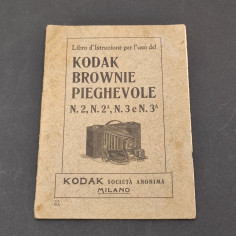 Libro d'Istruzioni per l'uso del
KODAK
BROWNIE
PIEGHEVOLE
N. 2, N. 2ᴬ, N. 3 e N. 3ᴬ
KODAK SOCIETÀ ANONIMA
MILANO